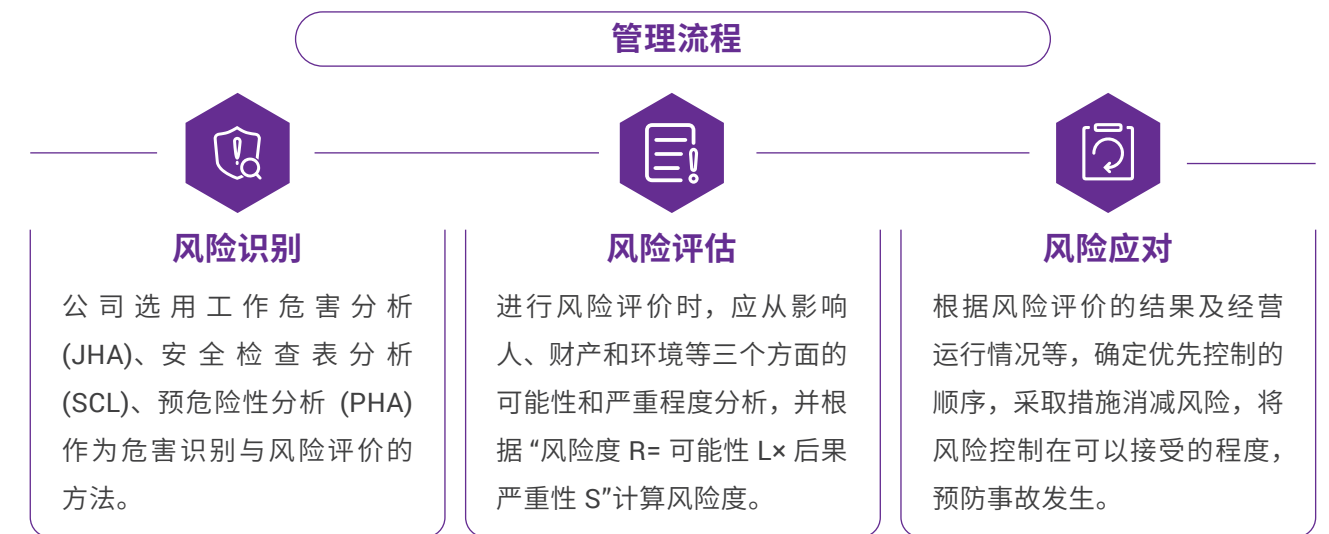 管理流程
风险识别
公司选用工作危害分析
(JHA)、安全检查表分析
(SCL)、预危险性分析 (PHA)
作为危害识别与风险评价的
方法。
风险评估
进行风险评价时，应从影响
人、财产和环境等三个方面的
可能性和严重程度分析，并根
据 “风险度 R= 可能性 L× 后果
严重性 S”计算风险度。
风险应对
根据风险评价的结果及经营
运行情况等，确定优先控制的
顺序，采取措施消减风险，将
风险控制在可以接受的程度，
预防事故发生。